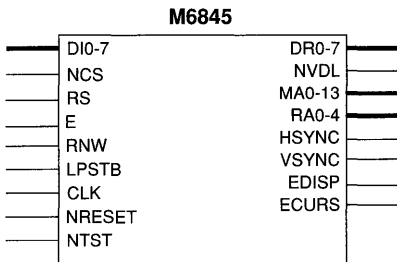 M6845
DI0-7
NCS
RS
E
RNW
LPSTB
CLK
NRESET
NTST
DR0-7
NVDL
MA0-13
RA0-4
HSYNC
VSYNC
EDISP
ECURS